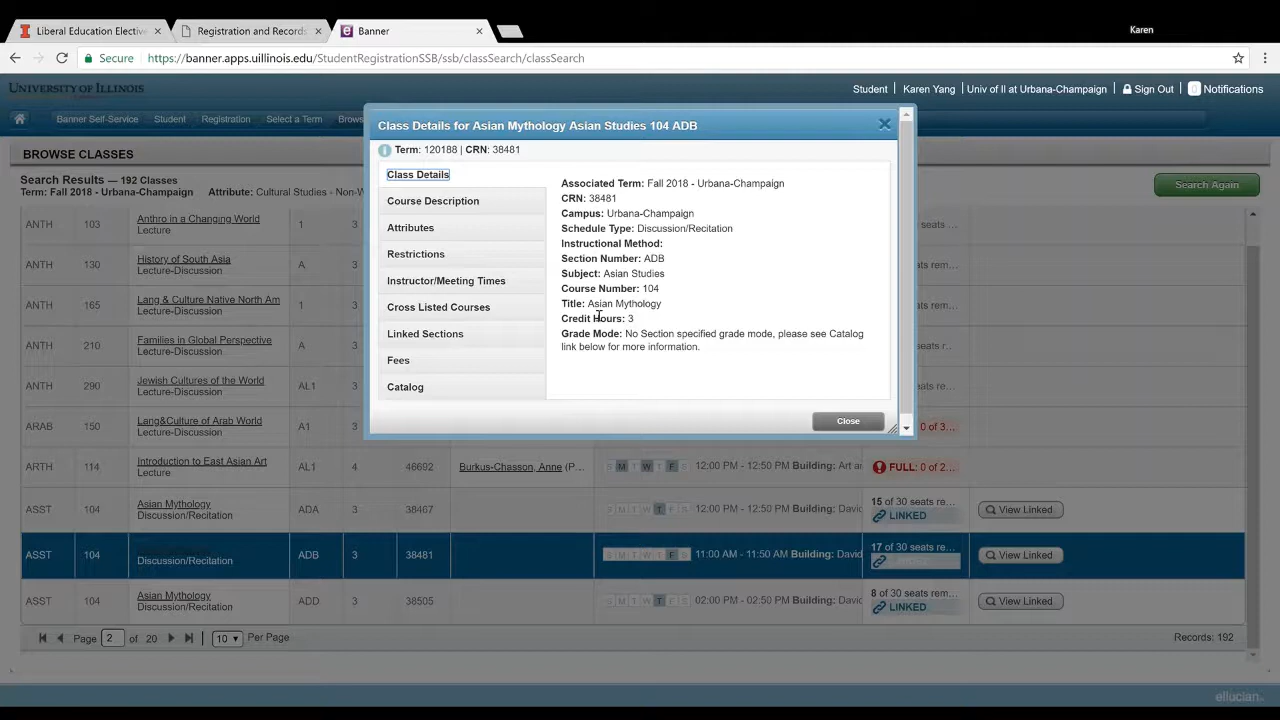 Liberal Education Elective
Registration and Records
Banner
Karen
Secure
https://banner.apps.uillinois.edu/StudentRegistrationSSB/ssb/classSearch/classSearch
UNIVERSITY OF ILLINOIS
Student
Karen Yang
Univ of Il at Urbana-Champaign
Sign Out
0 Notifications
Banner Self-Service
Student
Registration
Select a Term
Brows
BROWSE CLASSES
Search Results — 192 Classes
Term: Fall 2018 - Urbana-Champaign Attribute: Cultural Studies - Non-W
Search Again
Class Details for Asian Mythology Asian Studies 104 ADB
Term: 120188 | CRN: 38481
Class Details
Course Description
Attributes
Restrictions
Instructor/Meeting Times
Cross Listed Courses
Linked Sections
Fees
Catalog
Associated Term: Fall 2018 - Urbana-Champaign
CRN: 38481
Campus: Urbana-Champaign
Schedule Type: Discussion/Recitation
Instructional Method:
Section Number: ADB
Subject: Asian Studies
Course Number: 104
Title: Asian Mythology
Credit Hours: 3
Grade Mode: No Section specified grade mode, please see Catalog
link below for more information.
Close
ANTH 103 Anthro in a Changing World 1 3 seats
Lecture
ANTH 130 History of South Asia A 3 seats rem...
Lecture-Discussion
ANTH 165 Lang & Culture Native North Am 1 3 seats rem...
Lecture-Discussion
ANTH 210 Families in Global Perspective A 3 seats r...
Lecture-Discussion
ANTH 290 Jewish Cultures of the World AL1 3 seats rem...
Lecture-Discussion
ARAB 150 Lang&Culture of Arab World A1 3 0 of 3...
Lecture-Discussion
ARTH 114 Introduction to East Asian Art AL1 4 46692 Burkus-Chasson, Anne (P... S M T W T F S 12:00 PM - 12:50 PM Building: Art an FULL: 0 of 2...
Lecture
ASST 104 Asian Mythology ADA 3 38467 S M T W T F S 12:00 PM - 12:50 PM Building: David 15 of 30 seats re... View Linked
Discussion/Recitation LINKED
ASST 104 ADB 3 38481 S M T W T F S 11:00 AM - 11:50 AM Building: David 17 of 30 seats re... View Linked
Discussion/Recitation
ASST 104 Asian Mythology ADD 3 38505 S M T W T F S 02:00 PM - 02:50 PM Building: David 8 of 30 seats rem... View Linked
Discussion/Recitation LINKED
Page 2 of 20 10 Per Page
Records: 192
ellucian